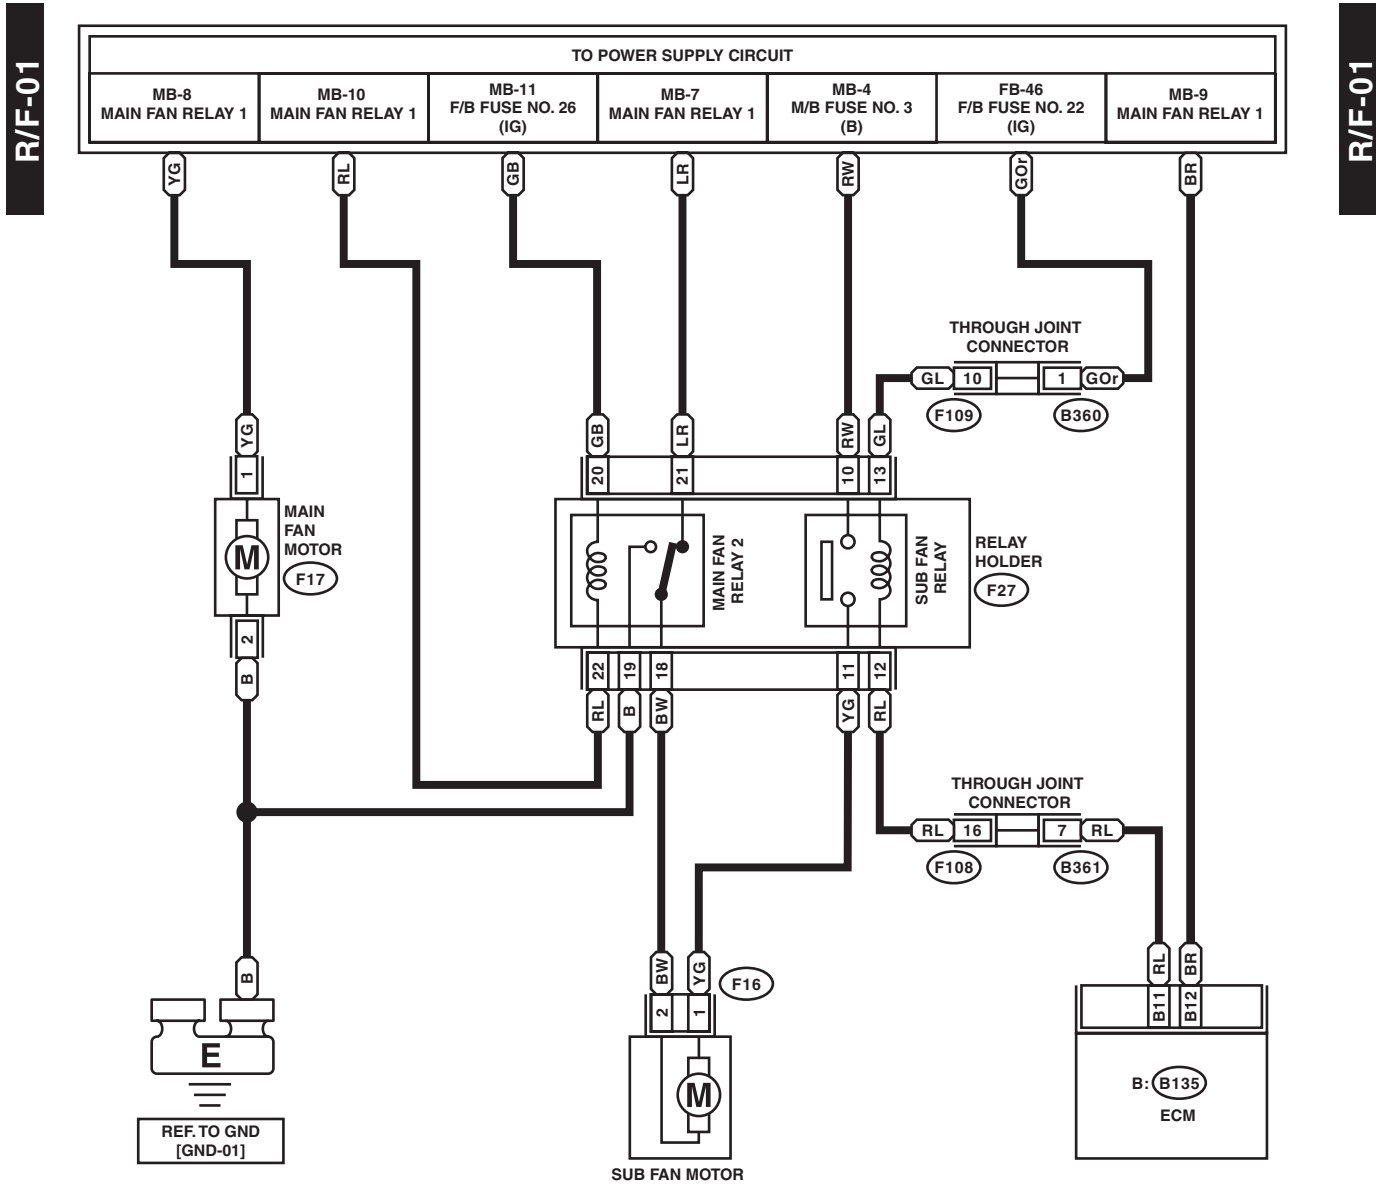 R/F-01
R/F-01
TO POWER SUPPLY CIRCUIT
MB-8
MAIN FAN RELAY 1
MB-10
MAIN FAN RELAY 1
MB-11
F/B FUSE NO. 26
(IG)
MB-7
MAIN FAN RELAY 1
MB-4
M/B FUSE NO. 3
(B)
FB-46
F/B FUSE NO. 22
(IG)
MB-9
MAIN FAN RELAY 1
YG
RL
GB
LR
RW
GOr
BR
THROUGH JOINT
CONNECTOR
GL
10
1
GOr
F109
B360
YG
GB
LR
RW
GL
1
20
21
10
13
MAIN
FAN
MOTOR
F17
M
2
B
MAIN FAN
RELAY 2
SUB FAN
RELAY
RELAY
HOLDER
F27
22
19
18
11
12
RL
B
BW
YG
RL
THROUGH JOINT
CONNECTOR
RL
16
7
RL
F108
B361
B
BW
YG
F16
RL
BR
2
1
B11
B12
E
M
B:
B135
ECM
REF. TO GND
[GND-01]
SUB FAN MOTOR